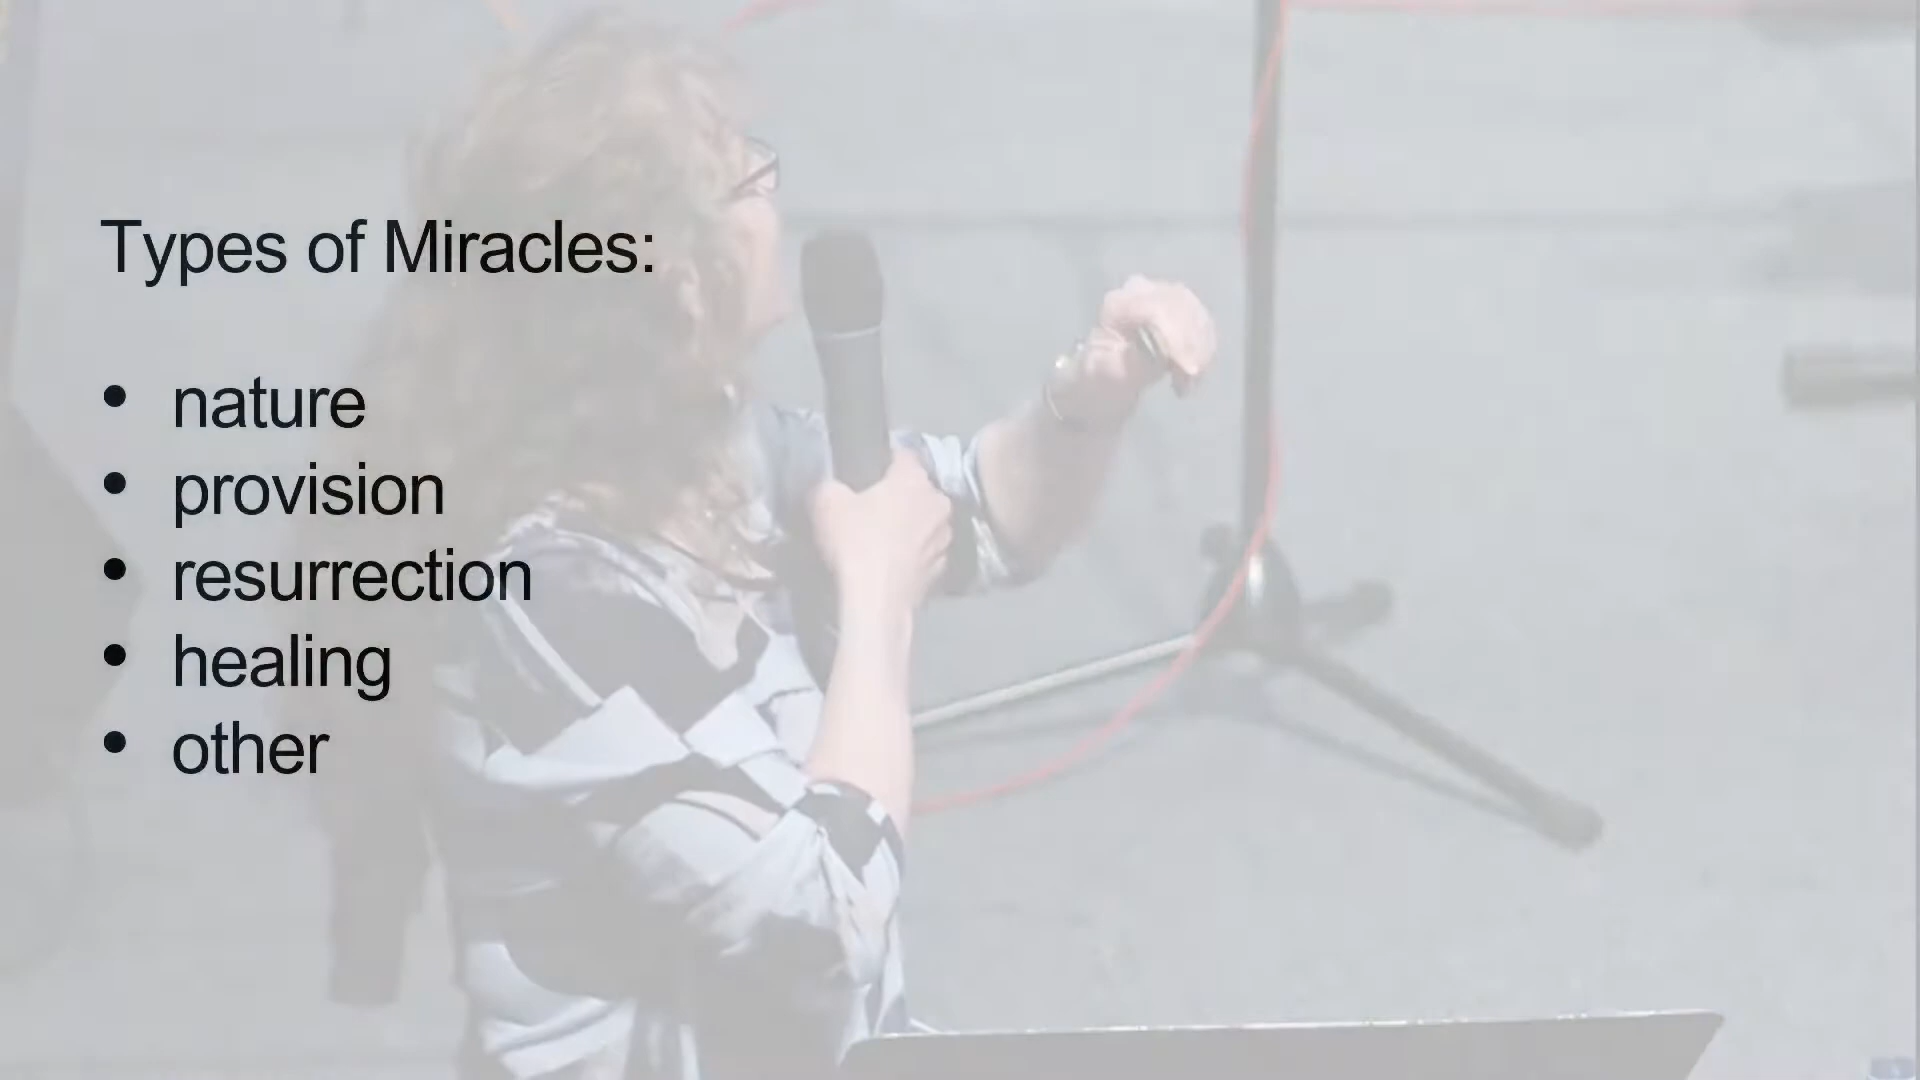 Types of Miracles:
• nature
• provision
• resurrection
• healing
• other